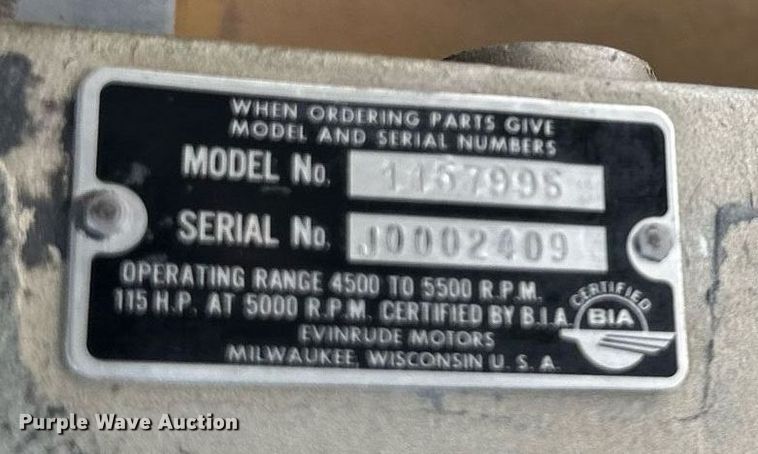 WHEN ORDERING PARTS GIVE
MODEL AND SERIAL NUMBERS
MODEL No.
SERIAL No. J0002409
OPERATING RANGE 4500 TO 5500 R.P.M.
115 H.P. AT 5000 R.P.M. CERTIFIED BY B.I.A.
EVINRUDE MOTORS
MILWAUKEE, WISCONSIN U. S. A.
CERTIFIED
BIA
Purple Wave Auction